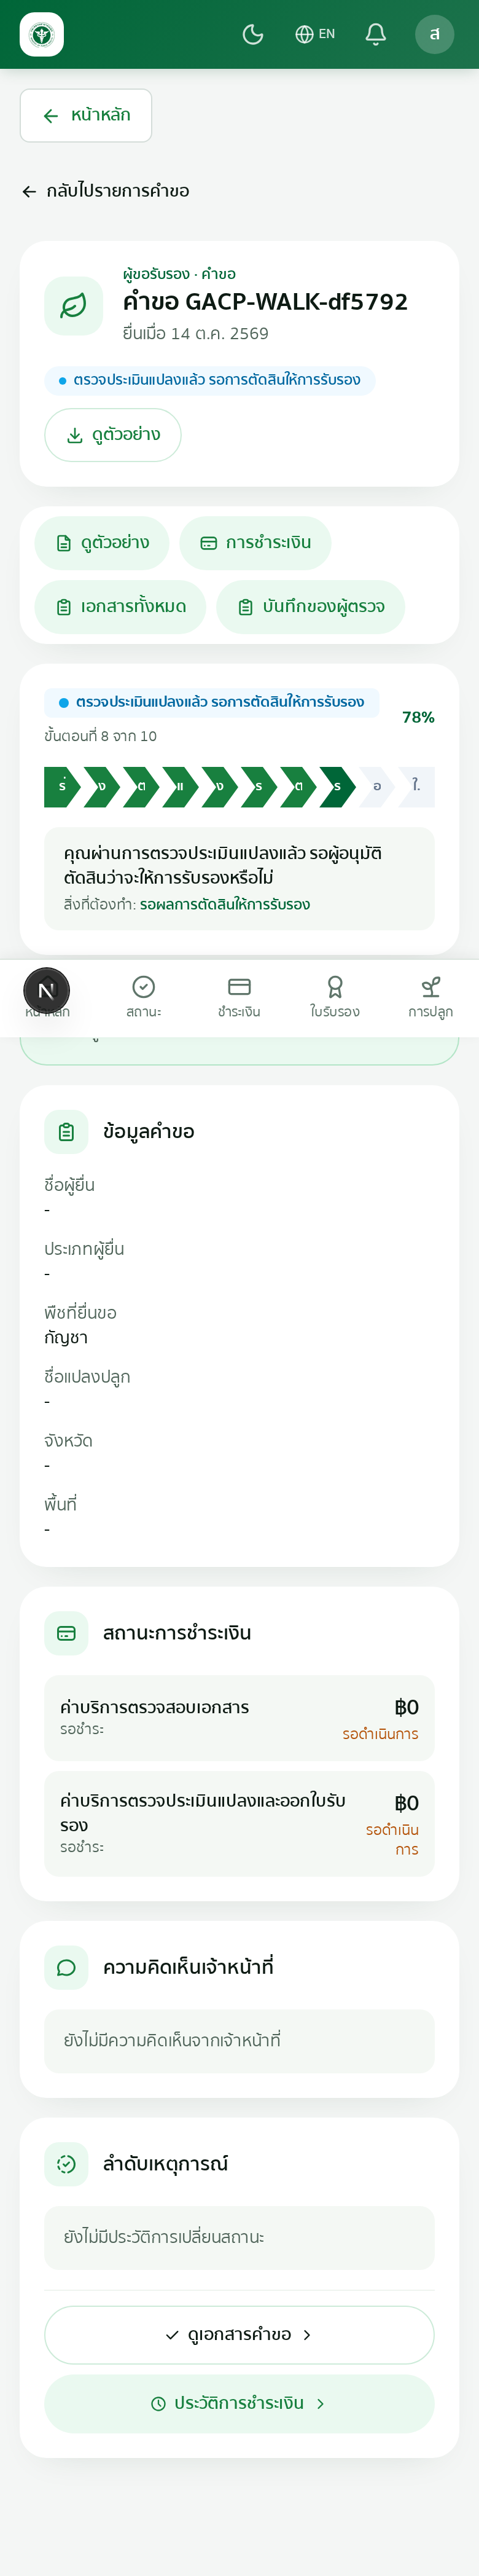 EN
ส
หน้าหลัก
กลับไปรายการคำขอ
ผู้ขอรับรอง · คำขอ
คำขอ GACP-WALK-df5792
ยื่นเมื่อ 14 ต.ค. 2569
ตรวจประเมินแปลงแล้ว รอการตัดสินให้การรับรอง
ดูตัวอย่าง
ดูตัวอย่าง
การชำระเงิน
เอกสารทั้งหมด
บันทึกของผู้ตรวจ
ตรวจประเมินแปลงแล้ว รอการตัดสินให้การรับรอง
78%
ขั้นตอนที่ 8 จาก 10
ร่ ง ต แ ง ร ต ร อ ใ.
คุณผ่านการตรวจประเมินแปลงแล้ว รอผู้อนุมัติ
ตัดสินว่าจะให้การรับรองหรือไม่
สิ่งที่ต้องทำ: รอผลการตัดสินให้การรับรอง
N
หน้าหลัก
สถานะ
ชำระเงิน
ใบรับรอง
การปลูก
ข้อมูลคำขอ
ชื่อผู้ยื่น
-
ประเภทผู้ยื่น
-
พืชที่ยื่นขอ
กัญชา
ชื่อแปลงปลูก
-
จังหวัด
-
พื้นที่
-
สถานะการชำระเงิน
ค่าบริการตรวจสอบเอกสาร
฿0
รอชำระ
รอดำเนินการ
ค่าบริการตรวจประเมินแปลงและออกใบรับ
รอง
฿0
รอชำระ
รอดำเนิน
การ
ความคิดเห็นเจ้าหน้าที่
ยังไม่มีความคิดเห็นจากเจ้าหน้าที่
ลำดับเหตุการณ์
ยังไม่มีประวัติการเปลี่ยนสถานะ
ดูเอกสารคำขอ
ประวัติการชำระเงิน